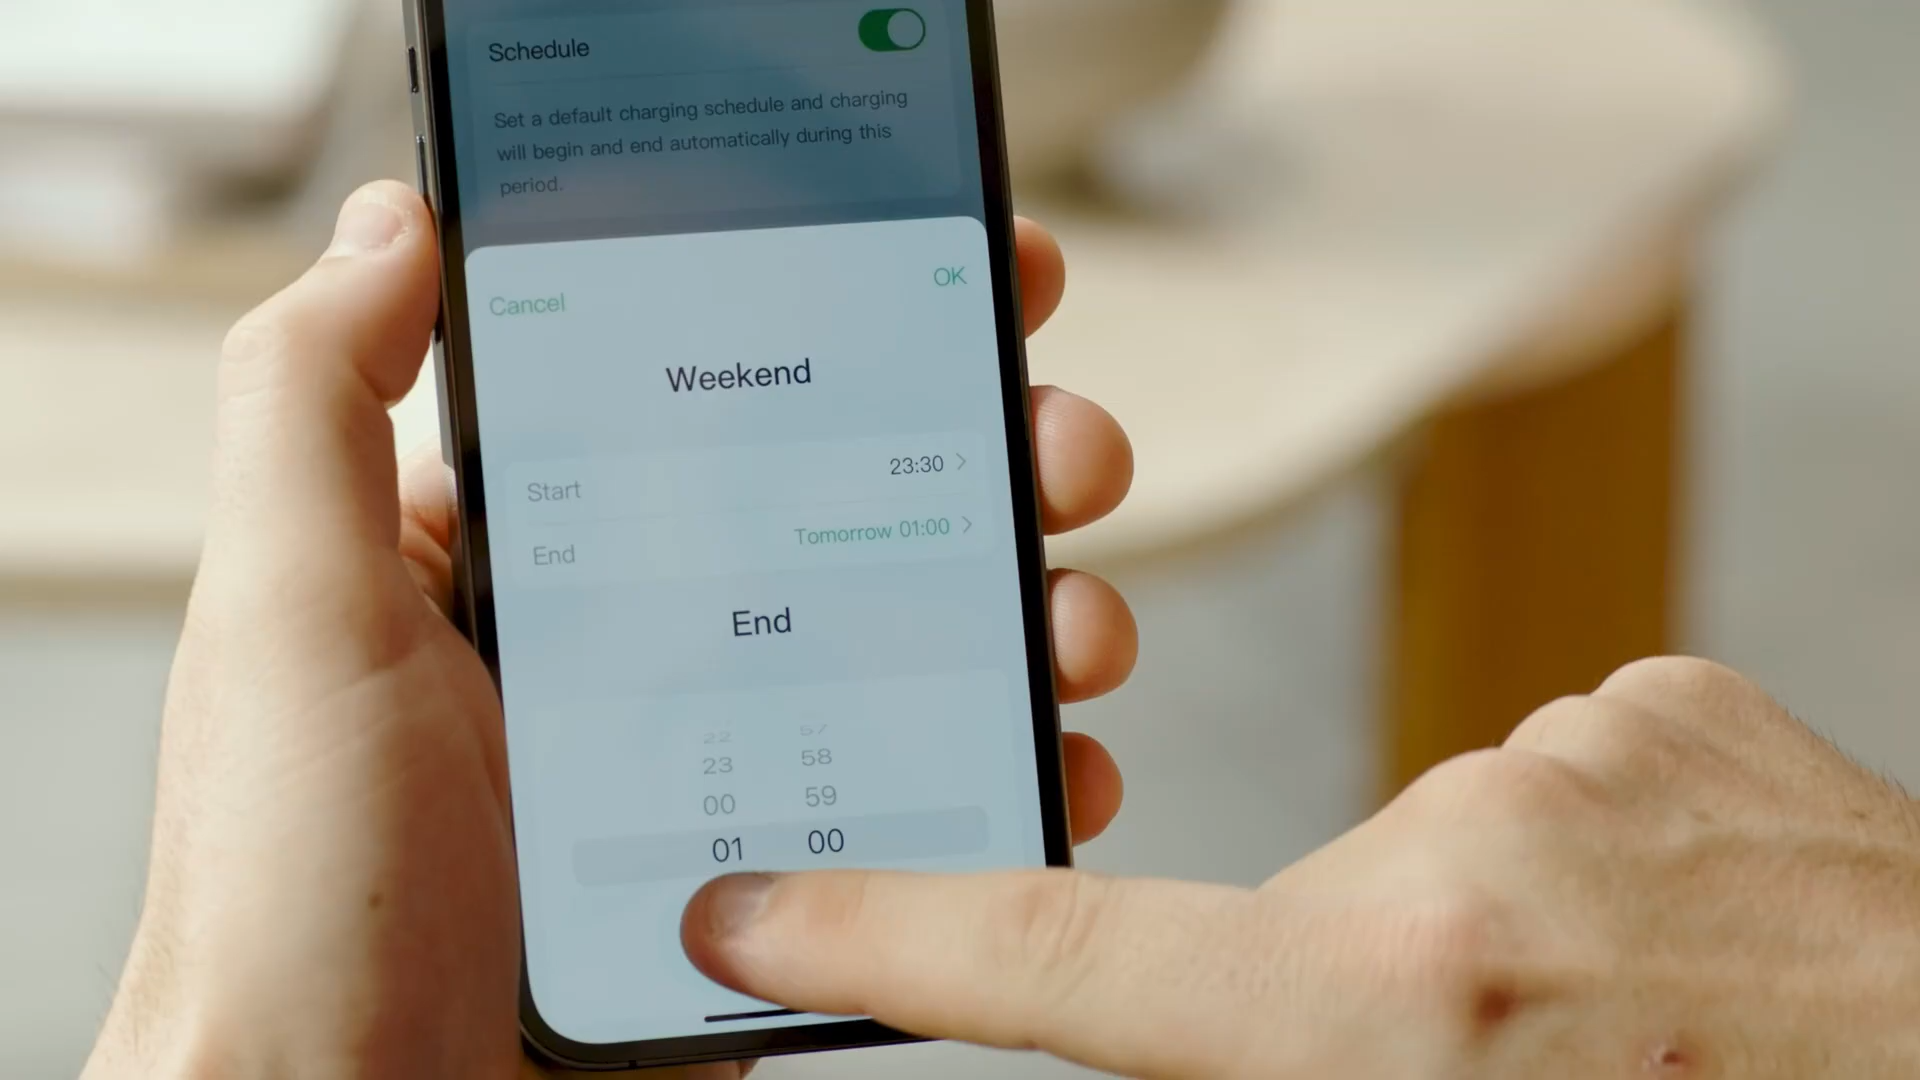 Schedule
Set a default charging schedule and charging
will begin and end automatically during this
period.
Cancel
OK
Weekend
Start
23:30
End
Tomorrow 01:00
End
22 57
23 58
00 59
01 00